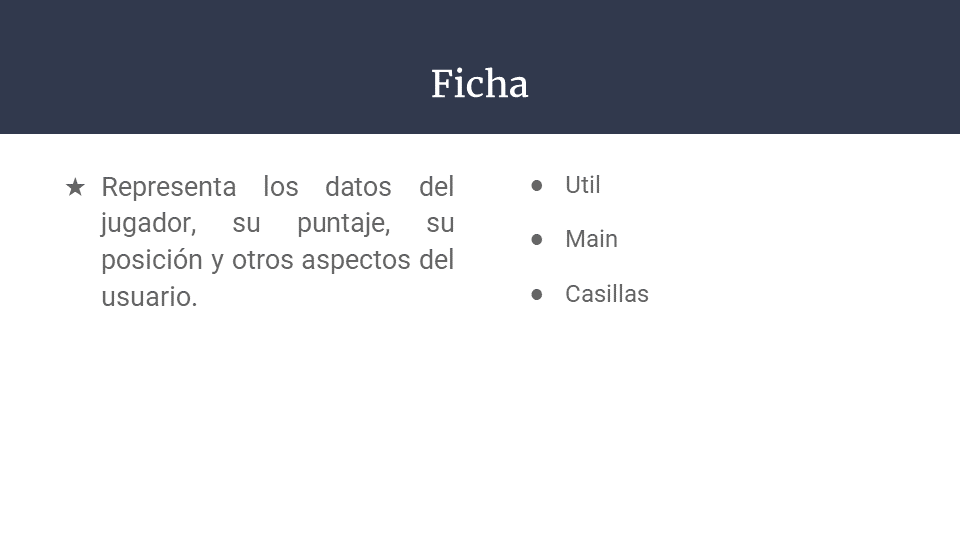 Ficha
★ Representa los datos del
jugador, su puntaje, su
posición y otros aspectos del
usuario.
● Util
● Main
● Casillas